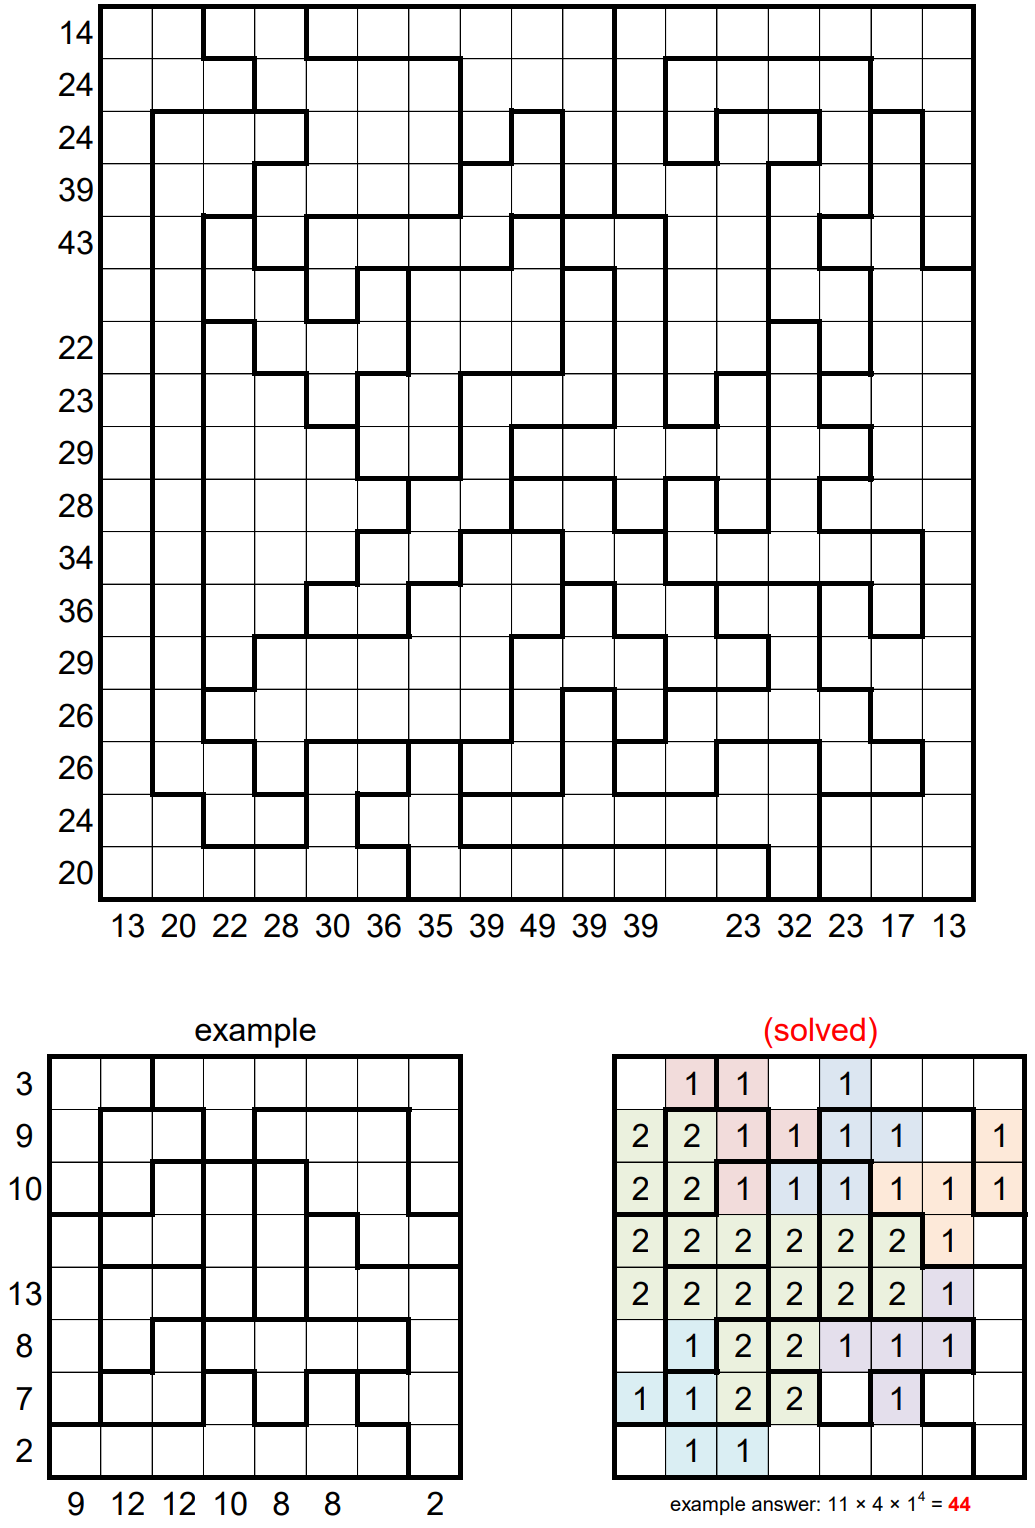 14
24
24
39
43
22
23
29
28
34
36
29
26
26
24
20
13 20 22 28 30 36 35 39 49 39 39 23 32 23 17 13
example
(solved)
3
9
10
13
8
7
2
9 12 12 10 8 8 2
1 1 1
2 2 1 1 1 1 1
2 2 1 1 1 1 1 1
2 2 2 2 2 2 1
2 2 2 2 2 2 1
1 2 2 1 1 1
1 1 2 2 1
1 1
example answer: 11 × 4 × 1⁴ = 44